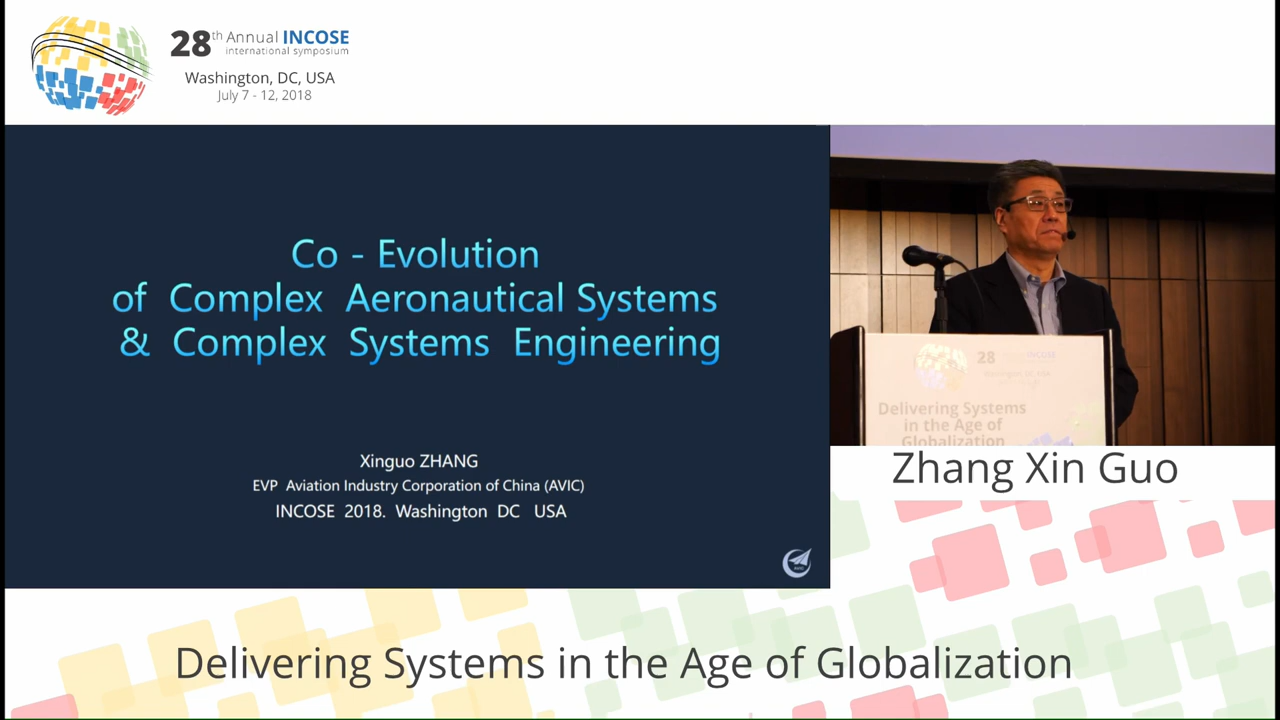 28th Annual INCOSE
international symposium
Washington, DC, USA
July 7 - 12, 2018
Co - Evolution
of Complex Aeronautical Systems
& Complex Systems Engineering
Xinguo ZHANG
EVP Aviation Industry Corporation of China (AVIC)
INCOSE 2018. Washington DC USA
28
INCOSE
Delivering Systems
in the Age of
Globalization
Zhang Xin Guo
Delivering Systems in the Age of Globalization